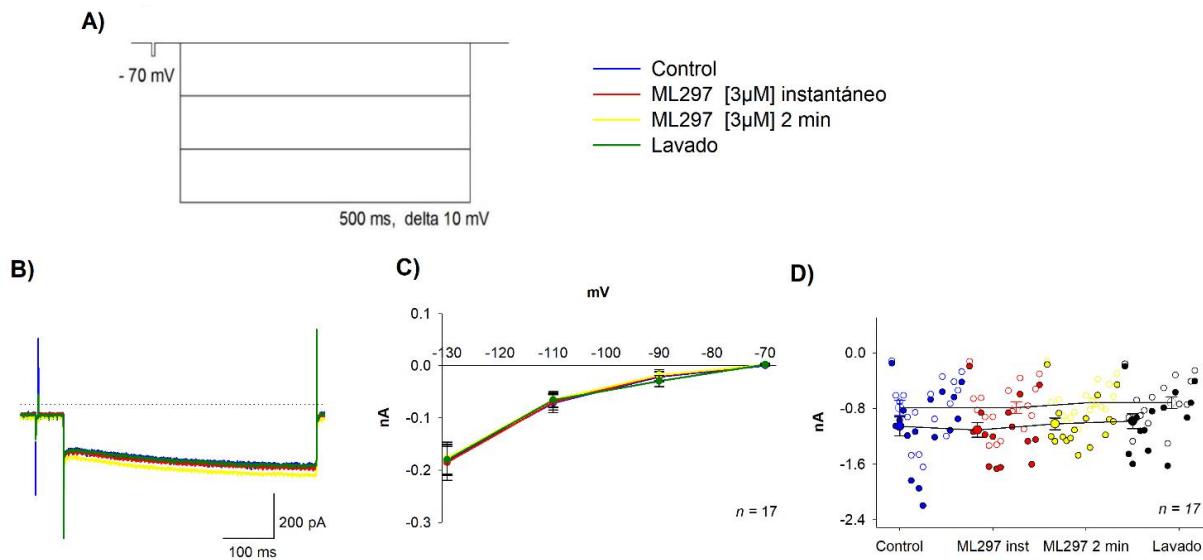 A)
- 70 mV
500 ms, delta 10 mV
Control
ML297 [3µM] instantáneo
ML297 [3µM] 2 min
Lavado
B)
200 pA
100 ms
C)
mV
0.1
0.0
-0.1
-0.2
-0.3
-130
-110
-100
-90
-80
-70
nA
n = 17
D)
0.0
-0.8
-1.6
-2.4
nA
n = 17
Control
ML297 inst
ML297 2 min
Lavado